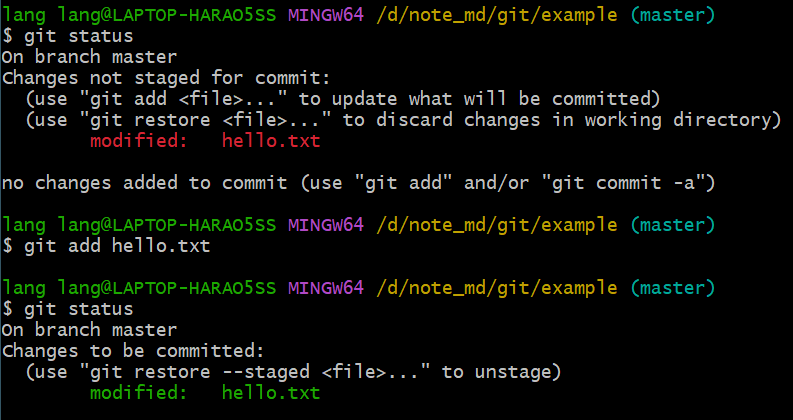 lang lang@LAPTOP-HARAO5SS MINGW64 /d/note_md/git/example (master)
$ git status
On branch master
Changes not staged for commit:
  (use "git add <file>..." to update what will be committed)
  (use "git restore <file>..." to discard changes in working directory)
        modified:   hello.txt

no changes added to commit (use "git add" and/or "git commit -a")

lang lang@LAPTOP-HARAO5SS MINGW64 /d/note_md/git/example (master)
$ git add hello.txt

lang lang@LAPTOP-HARAO5SS MINGW64 /d/note_md/git/example (master)
$ git status
On branch master
Changes to be committed:
  (use "git restore --staged <file>..." to unstage)
        modified:   hello.txt